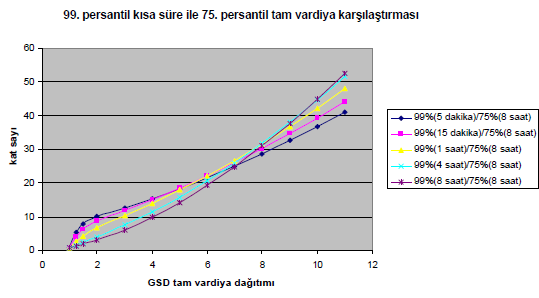 99. persantil kısa süre ile 75. persantil tam vardiya karşılaştırması
60
50
40
30
20
10
0
kat sayı
0 2 4 6 8 10 12
GSD tam vardiya dağıtımı
99%(5 dakika)/75%(8 saat)
99%(15 dakika)/75%(8 saat)
99%(1 saat)/75%(8 saat)
99%(4 saat)/75%(8 saat)
99%(8 saat)/75%(8 saat)